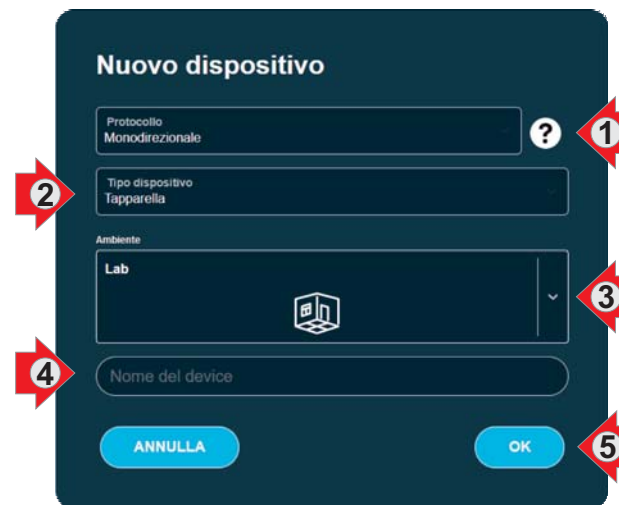 Nuovo dispositivo
Protocollo
Monodirezionale
?
1
2
Tipo dispositivo
Tapparella
Ambiente
Lab
3
4
Nome del device
ANNULLA
OK
5